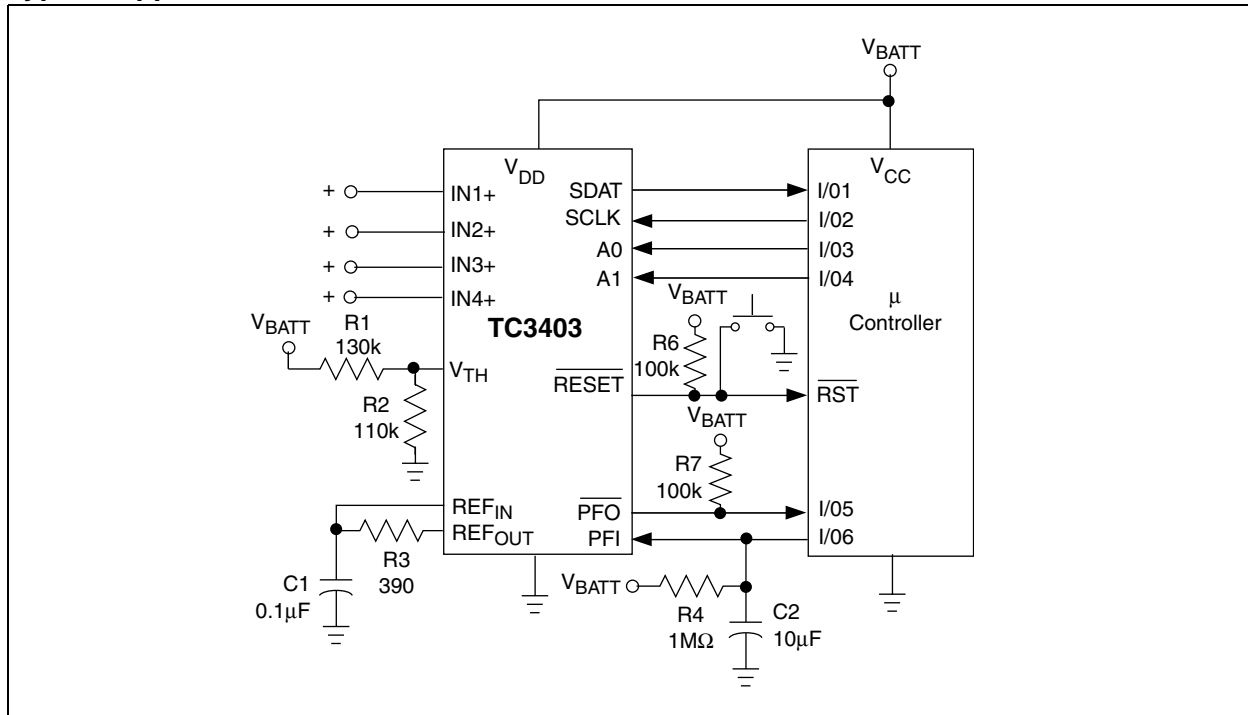 VBATT
VDD
VCC
+ IN1+
+ IN2+
+ IN3+
+ IN4+
SDAT
SCLK
A0
A1
I/01
I/02
I/03
I/04
TC3403
μ
Controller
VBATT
R1
130k
VTH
R2
110k
VBATT
R6
100k
RESET
RST
VBATT
R7
100k
REFIN
REFOUT
R3
390
C1
0.1μF
PFO
PFI
I/05
I/06
VBATT
R4
1MΩ
C2
10μF